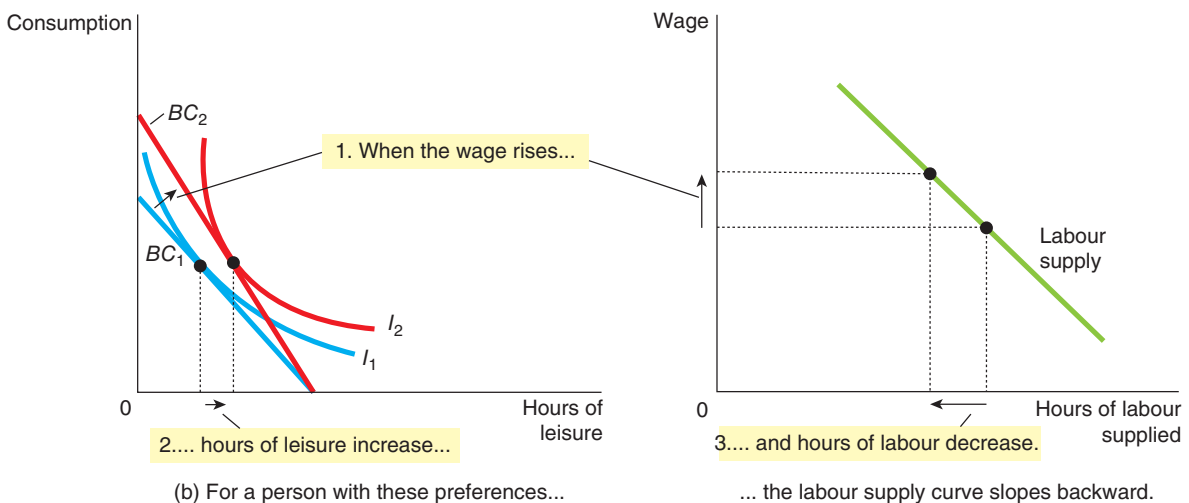 Consumption
BC2
1. When the wage rises...
BC1
I2
I1
0
Hours of
leisure
2.... hours of leisure increase...
(b) For a person with these preferences...
Wage
Labour
supply
0
Hours of labour
supplied
3.... and hours of labour decrease.
... the labour supply curve slopes backward.